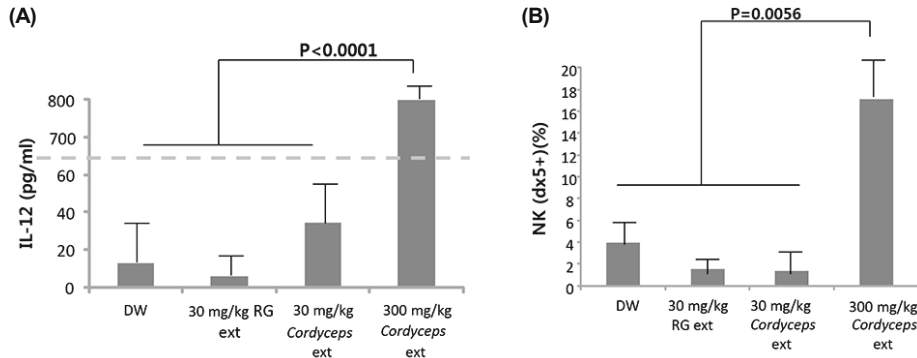 (A)
P<0.0001
IL-12 (pg/ml)
800
700
60
40
20
0
DW
30 mg/kg RG
ext
30 mg/kg
Cordyceps
ext
300 mg/kg
Cordyceps
ext
(B)
P=0.0056
NK (dx5+)(%)
20
18
16
14
12
10
8
6
4
2
0
DW
30 mg/kg
RG ext
30 mg/kg
Cordyceps
ext
300 mg/kg
Cordyceps
ext